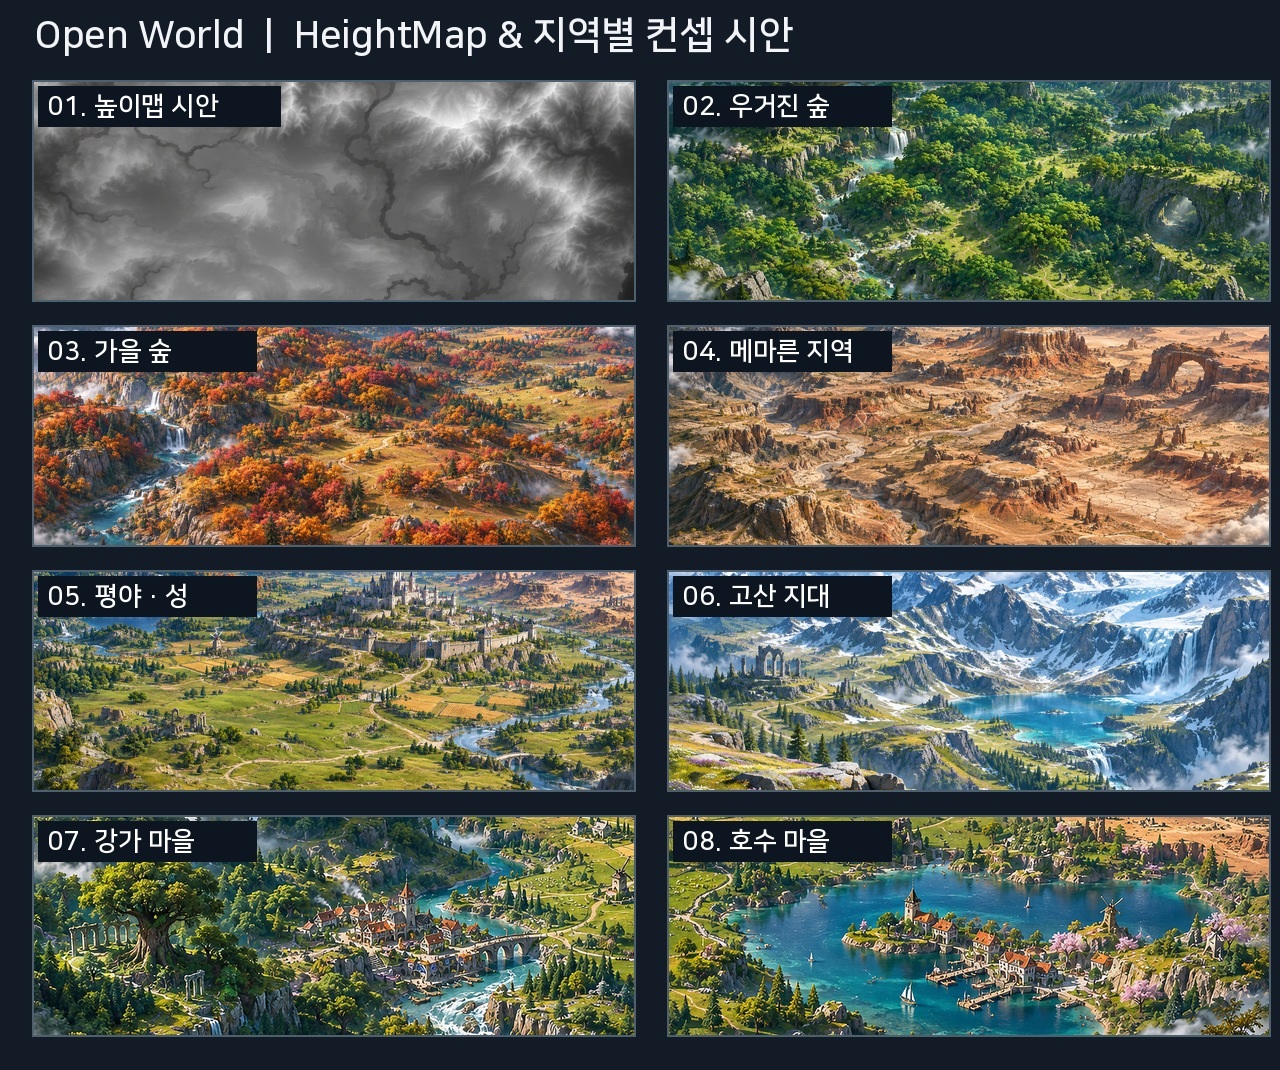 Open World | HeightMap & 지역별 컨셉 시안
01. 높이맵 시안
02. 우거진 숲
03. 가을 숲
04. 메마른 지역
05. 평야 · 성
06. 고산 지대
07. 강가 마을
08. 호수 마을